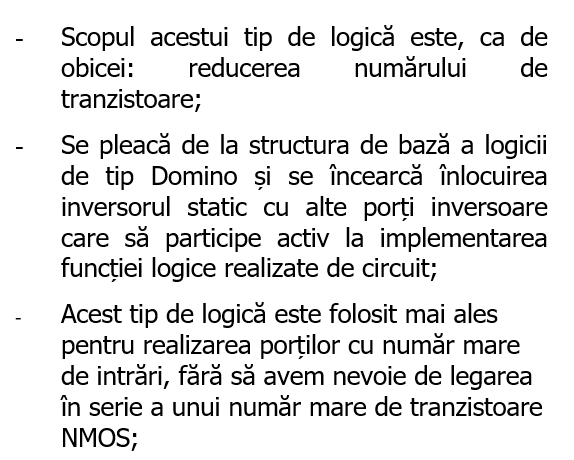 - Scopul acestui tip de logică este, ca de
obicei: reducerea numărului de
tranzistoare;
- Se pleacă de la structura de bază a logicii
de tip Domino și se încearcă înlocuirea
inversorul static cu alte porți inversoare
care să participe activ la implementarea
funcției logice realizate de circuit;
- Acest tip de logică este folosit mai ales
pentru realizarea porților cu număr mare
de intrări, fără să avem nevoie de legarea
în serie a unui număr mare de tranzistoare
NMOS;